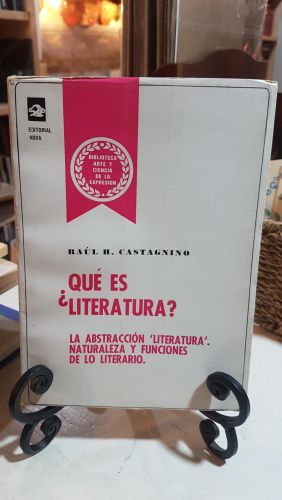 EDITORIAL
NOVA
BIBLIOTECA
ARTE Y
CIENCIA
DE LA
EXPRESION
RAÚL H. CASTAGNINO
QUÉ ES
¿LITERATURA?
LA ABSTRACCIÓN 'LITERATURA'.
NATURALEZA Y FUNCIONES
DE LO LITERARIO.